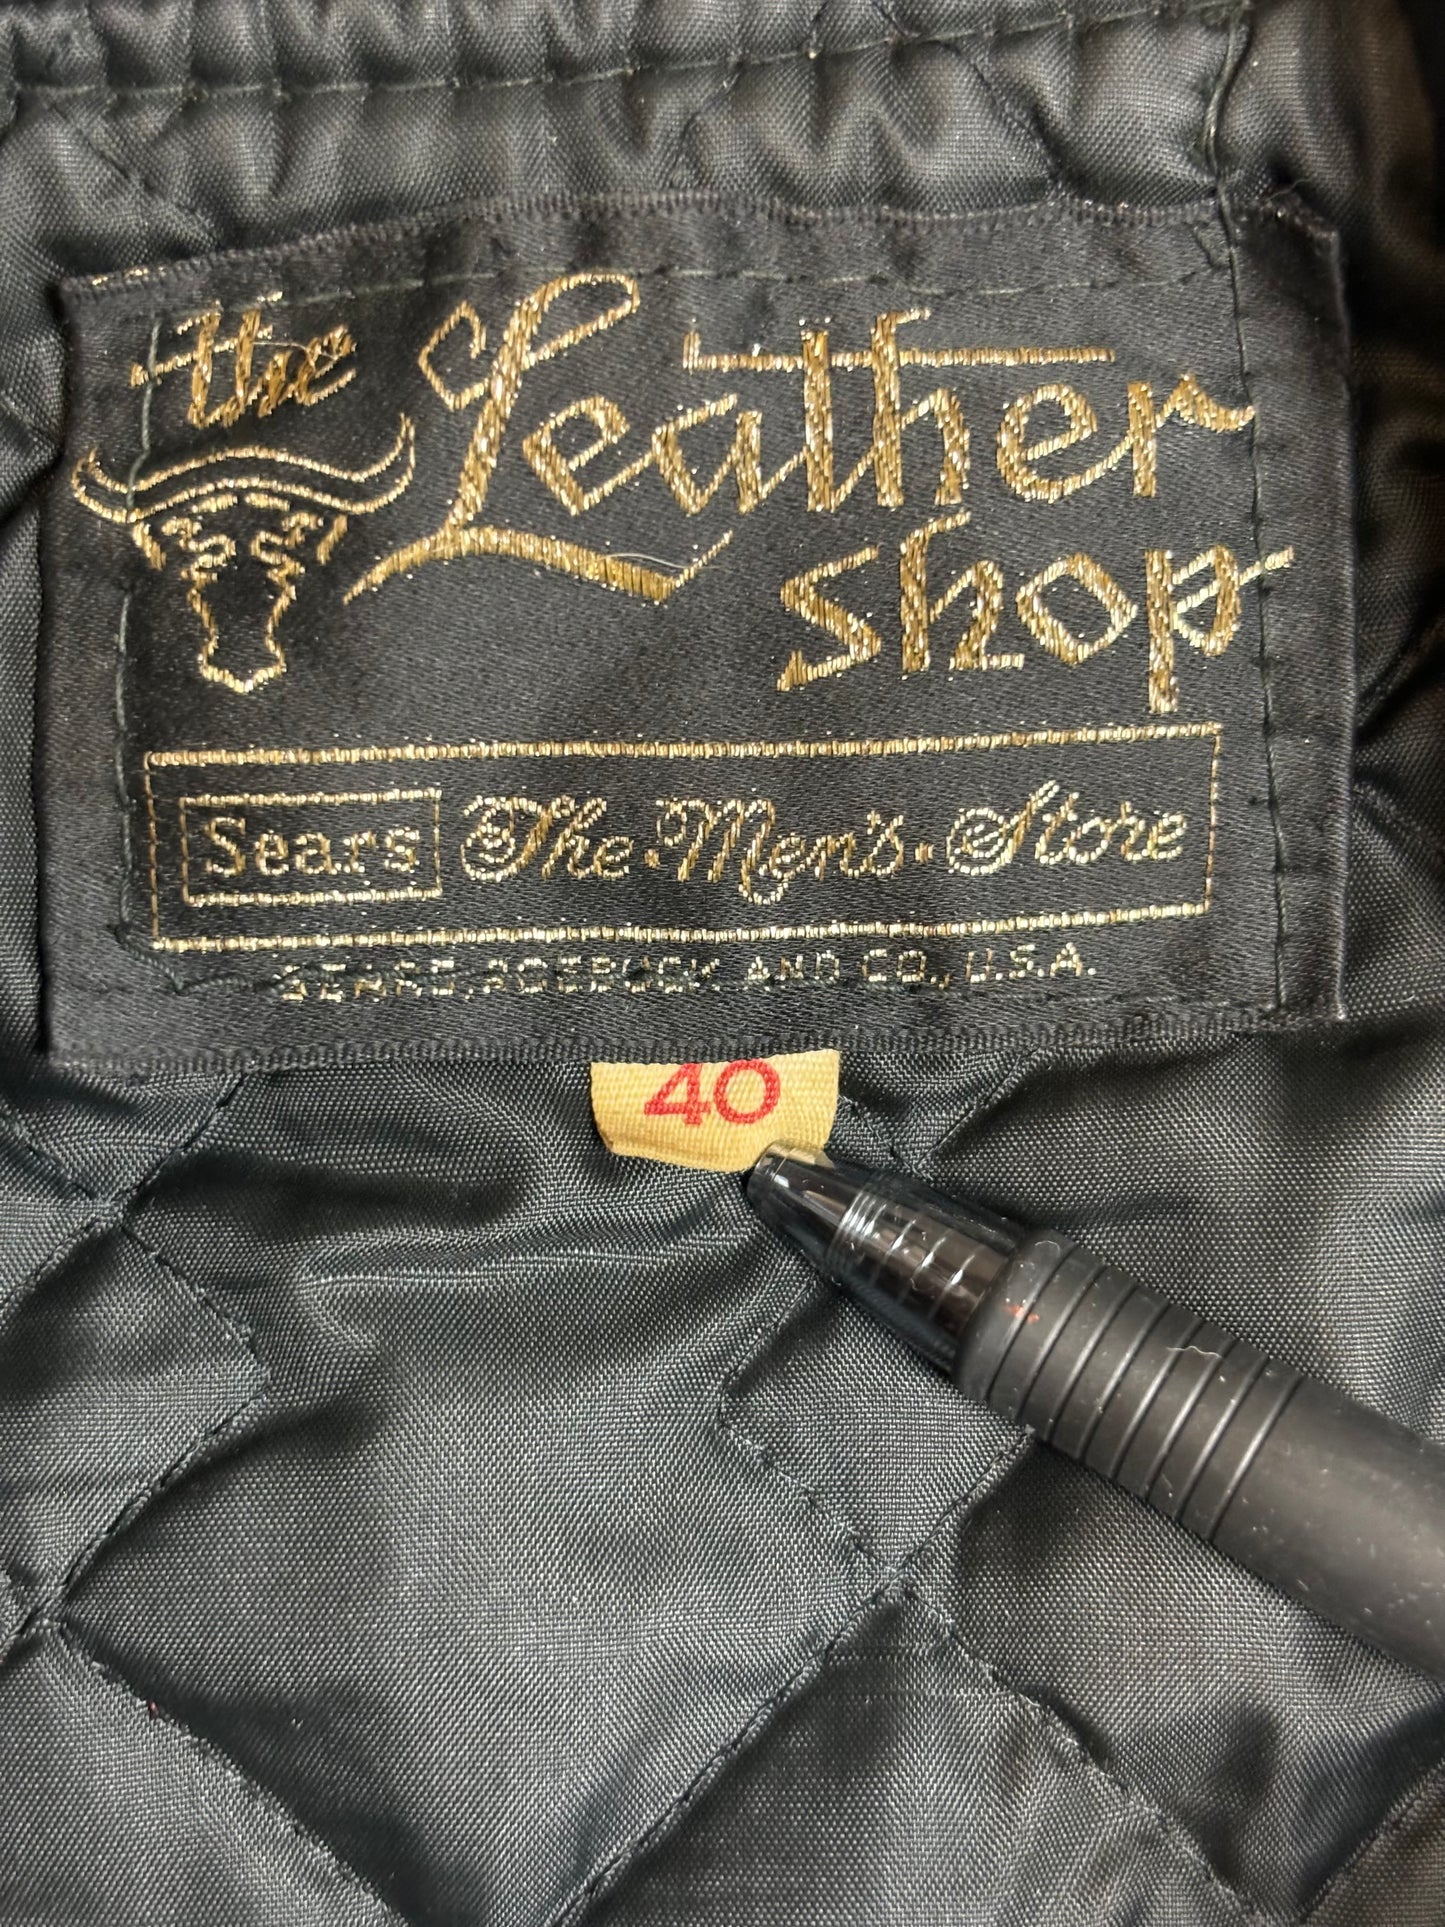 the Leather
shop
Sears The·Men's·Store
SEARS, ROEBUCK AND CO., U.S.A.
40